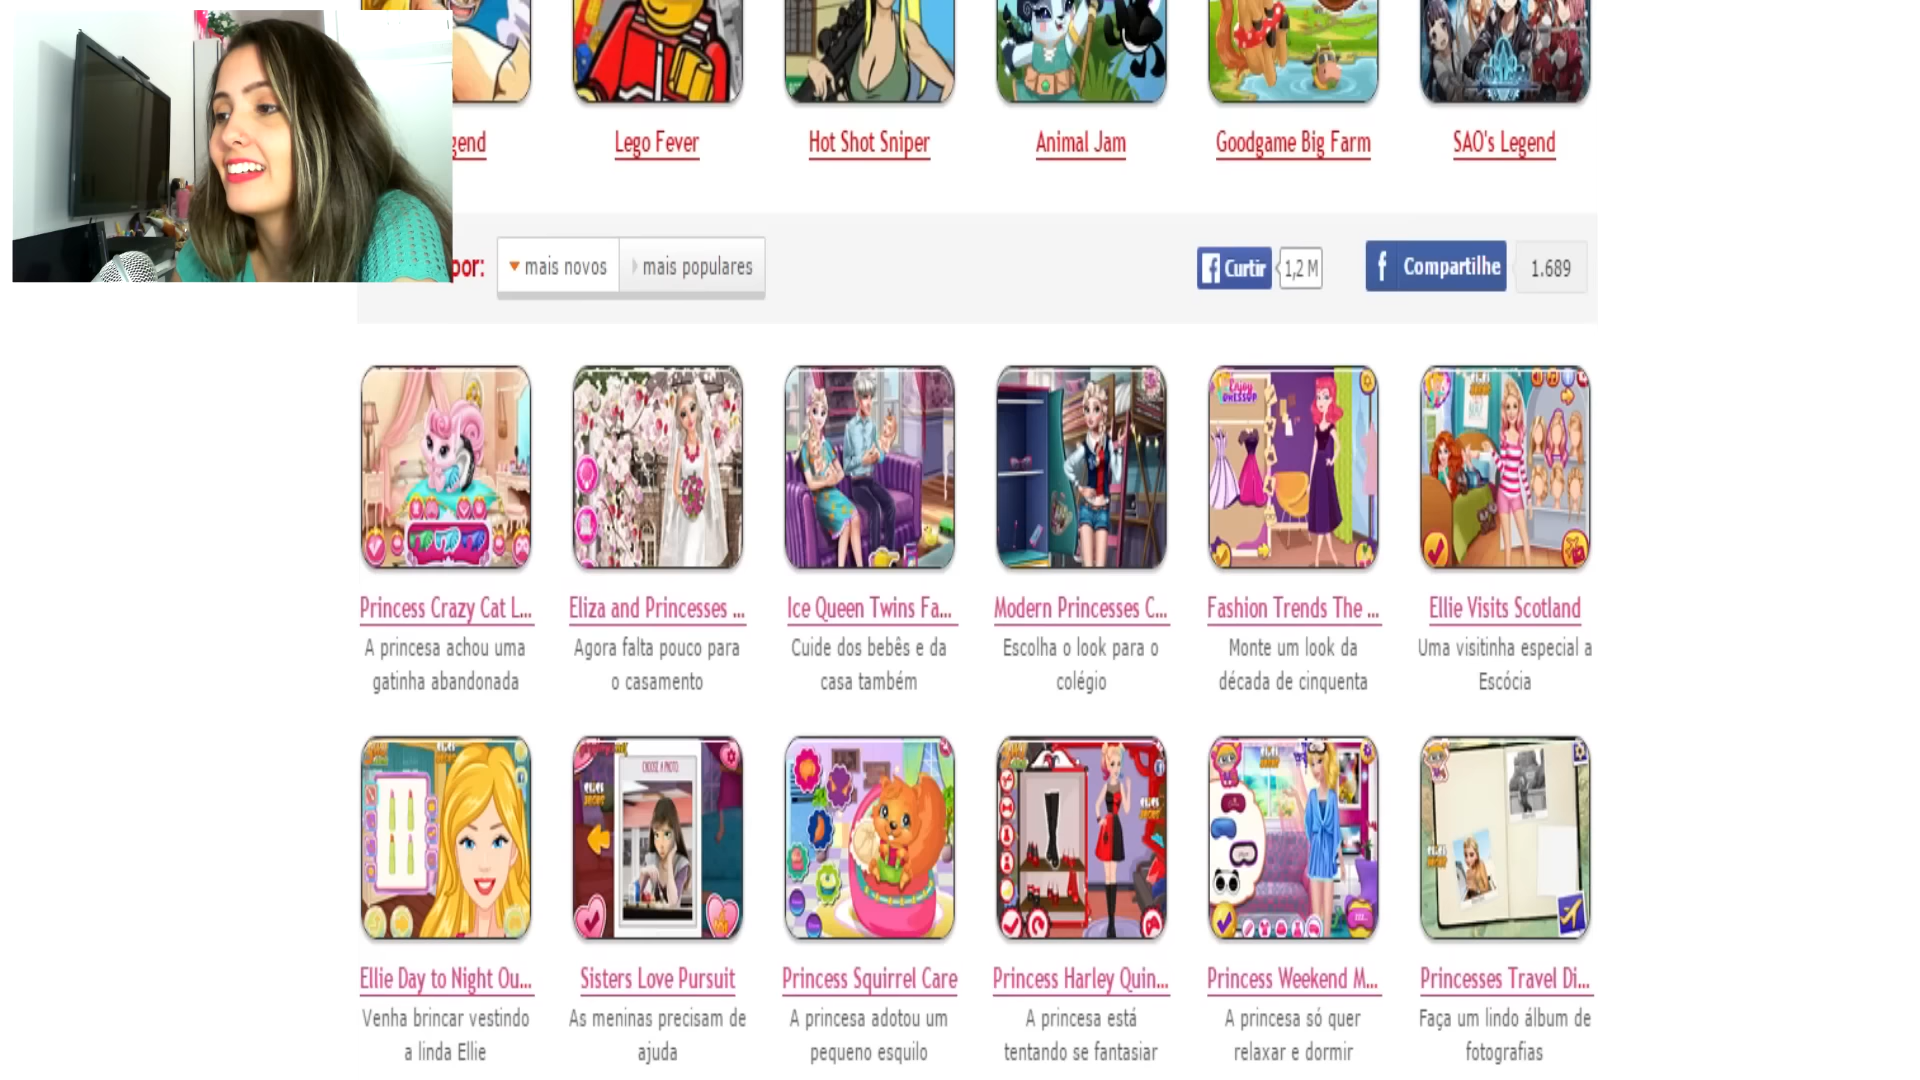 gend
Lego Fever
Hot Shot Sniper
Animal Jam
Goodgame Big Farm
SAO's Legend
por:
mais novos
mais populares
Curtir
1,2 M
Compartilhe
1.689
Enjoy
DRESSUP
Princess Crazy Cat L...
Eliza and Princesses ...
Ice Queen Twins Fa...
Modern Princesses C...
Fashion Trends The ...
Ellie Visits Scotland
A princesa achou uma
gatinha abandonada
Agora falta pouco para
o casamento
Cuide dos bebês e da
casa também
Escolha o look para o
colégio
Monte um look da
década de cinquenta
Uma visitinha especial a
Escócia
CHOOSE A PHOTO
Ellie Day to Night Ou...
Sisters Love Pursuit
Princess Squirrel Care
Princess Harley Quin...
Princess Weekend M...
Princesses Travel Di...
Venha brincar vestindo
a linda Ellie
As meninas precisam de
ajuda
A princesa adotou um
pequeno esquilo
A princesa está
tentando se fantasiar
A princesa só quer
relaxar e dormir
Faça um lindo álbum de
fotografias